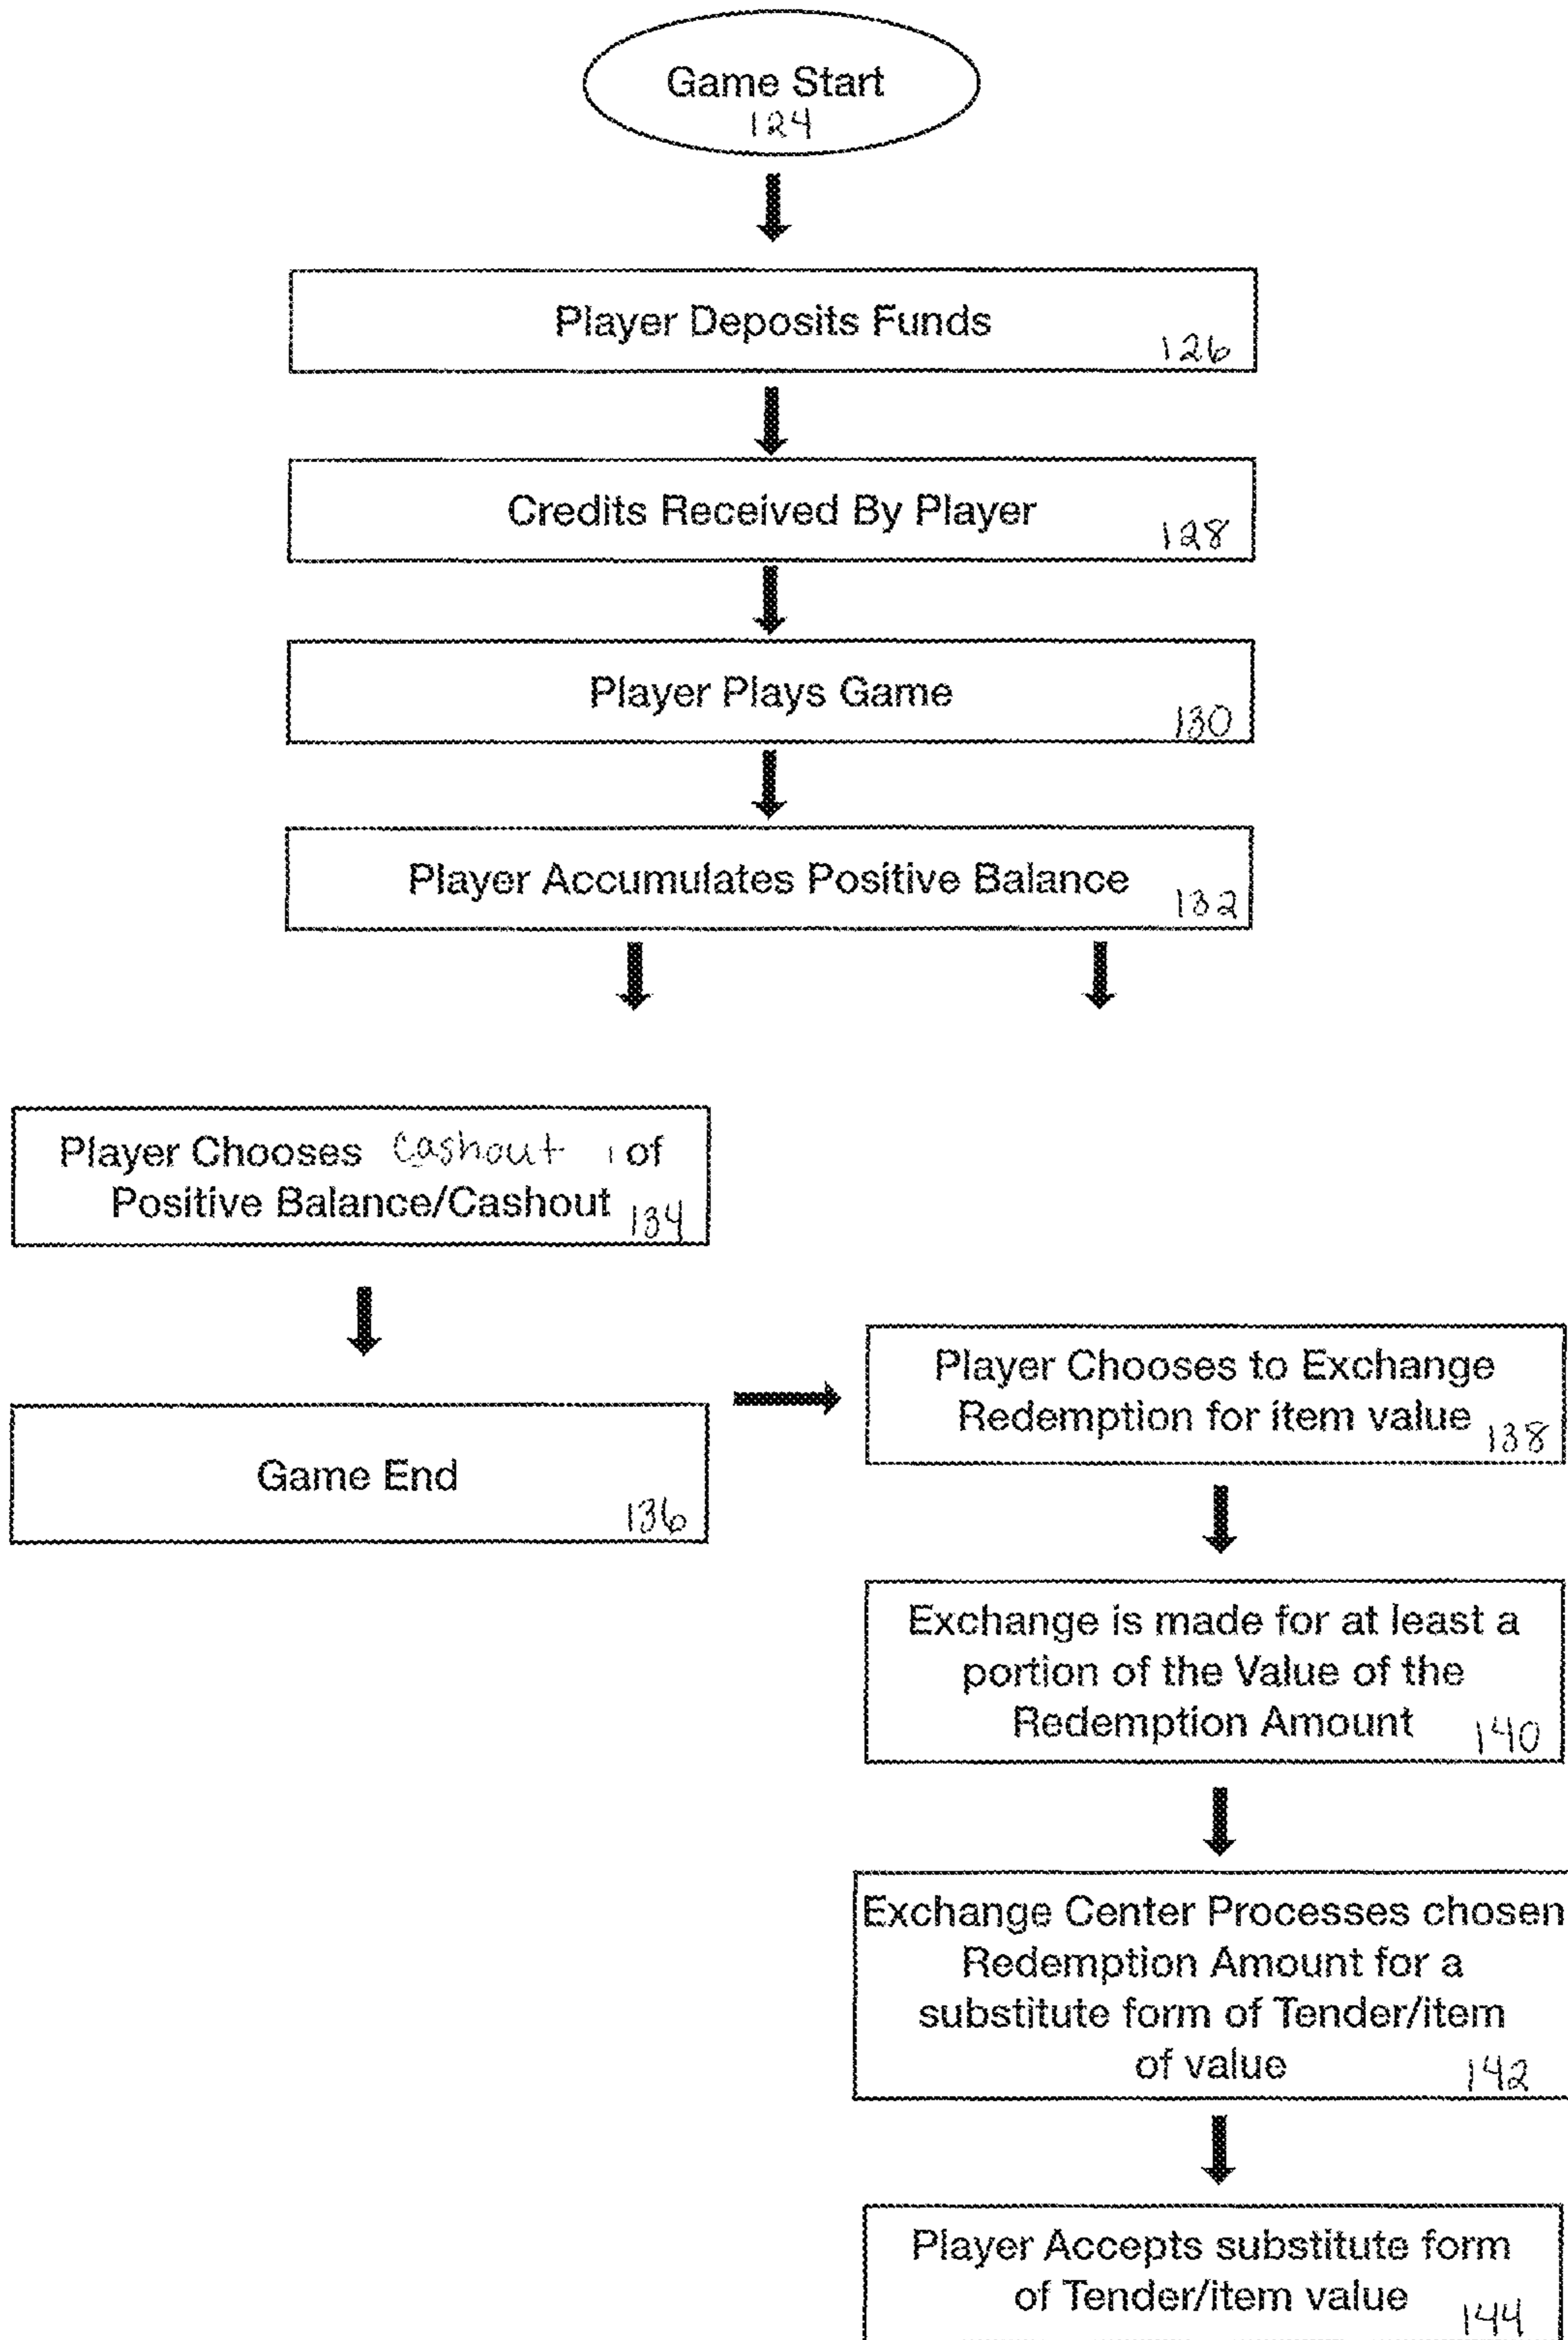 Game Start
124
Player Deposits Funds
126
Credits Received By Player
128
Player Plays Game
130
Player Accumulates Positive Balance
132
Player Chooses Cashout of
Positive Balance/Cashout
134
Game End
136
Player Chooses to Exchange
Redemption for item value
138
Exchange is made for at least a
portion of the Value of the
Redemption Amount
140
Exchange Center Processes chosen
Redemption Amount for a
substitute form of Tender/item
of value
142
Player Accepts substitute form
of Tender/item value
144